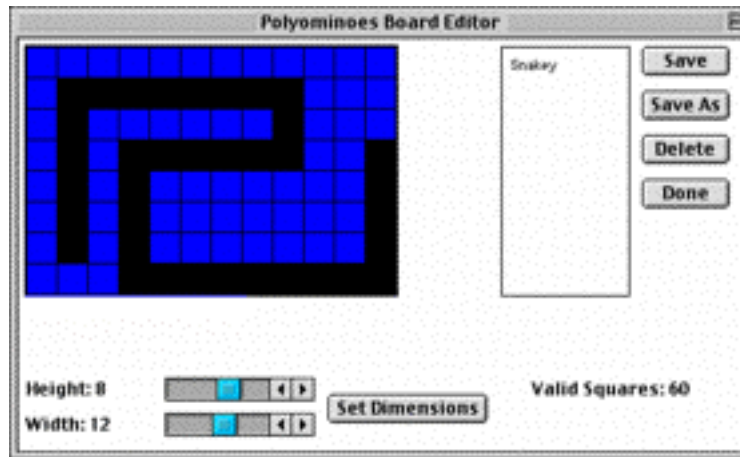 Polyominoes Board Editor
Snakey
Save
Save As
Delete
Done
Height: 8
Width: 12
Set Dimensions
Valid Squares: 60